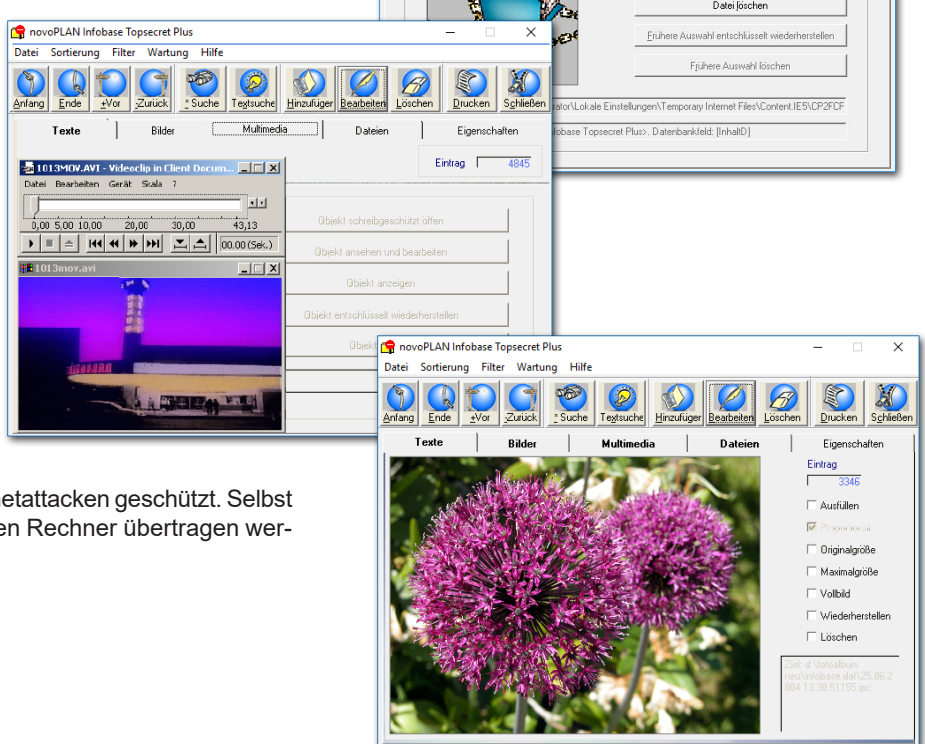 Datei löschen
Frühere Auswahl entschlüsselt wiederherstellen
Frühere Auswahl löschen
rator\Lokale Einstellungen\Temporary Internet Files\Content.IE5\CP2FCF
fobase Topsecret Plus>. Datenbankfeld: [InhaltD]
novoPLAN Infobase Topsecret Plus
Datei Sortierung Filter Wartung Hilfe
Anfang Ende +Vor -Zurück * Suche Textsuche Hinzufüger Bearbeiten Löschen Drucken Schließen
Texte Bilder Multimedia Dateien Eigenschaften
Eintrag 4845
1013MOV.AVI - Videoclip in Client Docum...
Datei Bearbeiten Gerät Skala ?
0,00 5,00 10,00 20,00 30,00 43,13
00.00 (Sek.)
1013mov.avi
Objekt schreibgeschützt öffen
Objekt ansehen und bearbeiten
Objekt anzeigen
Objekt entschlüsselt wiederherstellen
Objekt
novoPLAN Infobase Topsecret Plus
Datei Sortierung Filter Wartung Hilfe
Anfang Ende +Vor -Zurück * Suche Textsuche Hinzufüger Bearbeiten Löschen Drucken Schließen
Texte Bilder Multimedia Dateien Eigenschaften
Eintrag
3346
Ausfüllen
Proportional
Originalgröße
Maximalgröße
Vollbild
Wiederherstellen
Löschen
Ziel: d:\fotoalbum
neu\infobase.dat\25.06.2
004 13.38.51155.ipc
netattacken geschützt. Selbst
en Rechner übertragen wer-